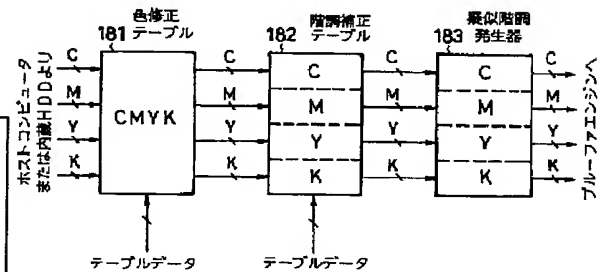 色修正
181 テーブル
階調補正
182 テーブル
疑似階調
183 発生器
ホストコンピュータ
または内蔵HDDより
C
M
Y
K
CMYK
C
M
Y
K
C
M
Y
K
C
M
Y
K
C
M
Y
K
C
M
Y
K
プルーファエンジンへ
テーブルデータ
テーブルデータ